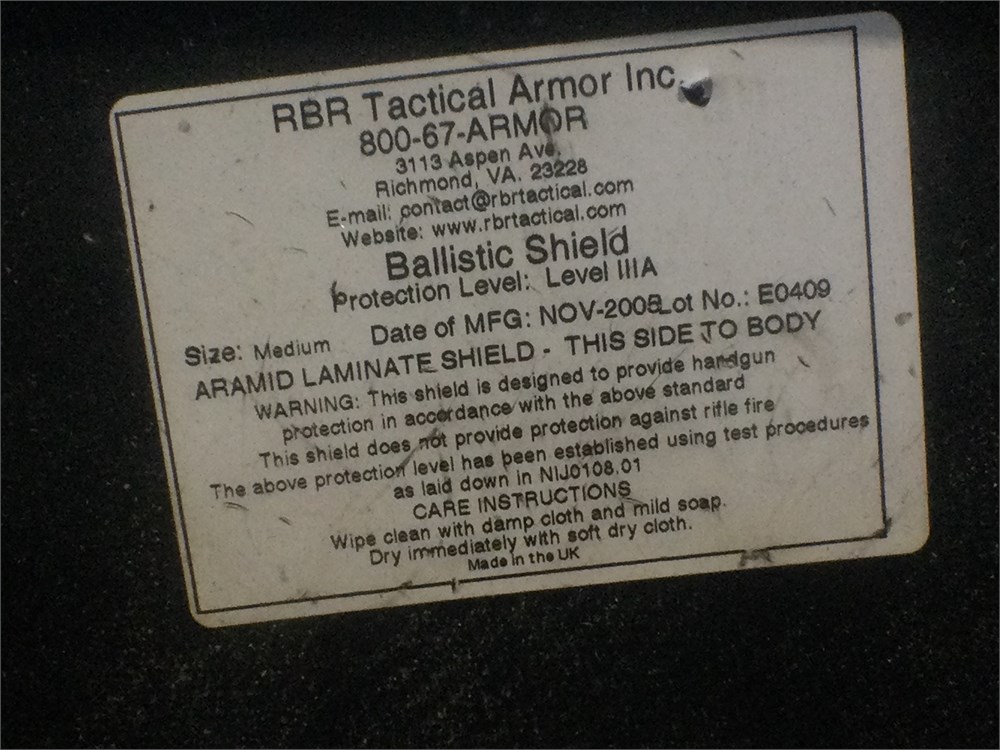 RBR Tactical Armor Inc.
800-67-ARMOR
3113 Aspen Ave.
Richmond, VA. 23228
E-mail: contact@rbrtactical.com
Website: www.rbrtactical.com
Ballistic Shield
Protection Level: Level IIIA
Size: Medium Date of MFG: NOV-2005 Lot No.: E0409
ARAMID LAMINATE SHIELD - THIS SIDE TO BODY
WARNING: This shield is designed to provide handgun
protection in accordance with the above standard
This shield does not provide protection against rifle fire
The above protection level has been established using test procedures
as laid down in NIJ0108.01
CARE INSTRUCTIONS
Wipe clean with damp cloth and mild soap.
Dry immediately with soft dry cloth.
Made in the UK